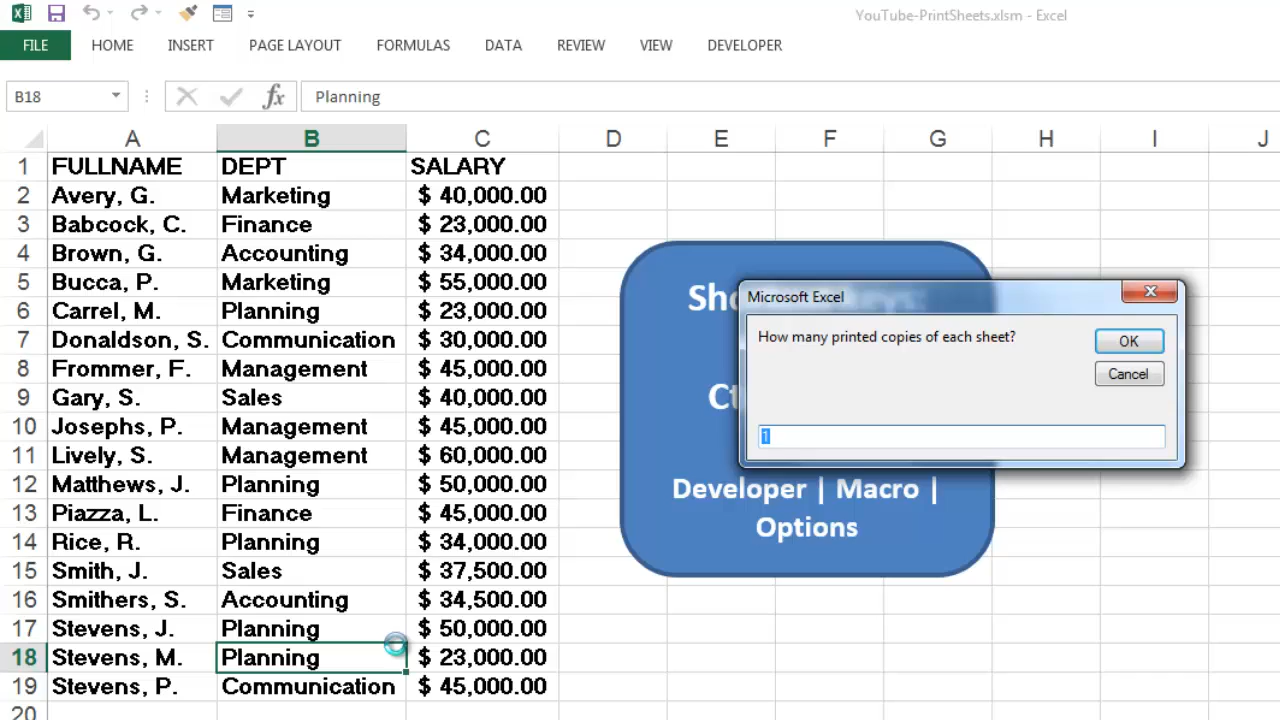 YouTube-PrintSheets.xlsm - Excel
FILE HOME INSERT PAGE LAYOUT FORMULAS DATA REVIEW VIEW DEVELOPER
B18 fx Planning
A B C D E F G H I J
1 FULLNAME DEPT SALARY
2 Avery, G. Marketing $ 40,000.00
3 Babcock, C. Finance $ 23,000.00
4 Brown, G. Accounting $ 34,000.00
5 Bucca, P. Marketing $ 55,000.00
6 Carrel, M. Planning $ 23,000.00
7 Donaldson, S. Communication $ 30,000.00
8 Frommer, F. Management $ 45,000.00
9 Gary, S. Sales $ 40,000.00
10 Josephs, P. Management $ 45,000.00
11 Lively, S. Management $ 60,000.00
12 Matthews, J. Planning $ 50,000.00
13 Piazza, L. Finance $ 45,000.00
14 Rice, R. Planning $ 34,000.00
15 Smith, J. Sales $ 37,500.00
16 Smithers, S. Accounting $ 34,500.00
17 Stevens, J. Planning $ 50,000.00
18 Stevens, M. Planning $ 23,000.00
19 Stevens, P. Communication $ 45,000.00
20
Microsoft Excel
How many printed copies of each sheet?
OK
Cancel
1
Developer | Macro |
Options